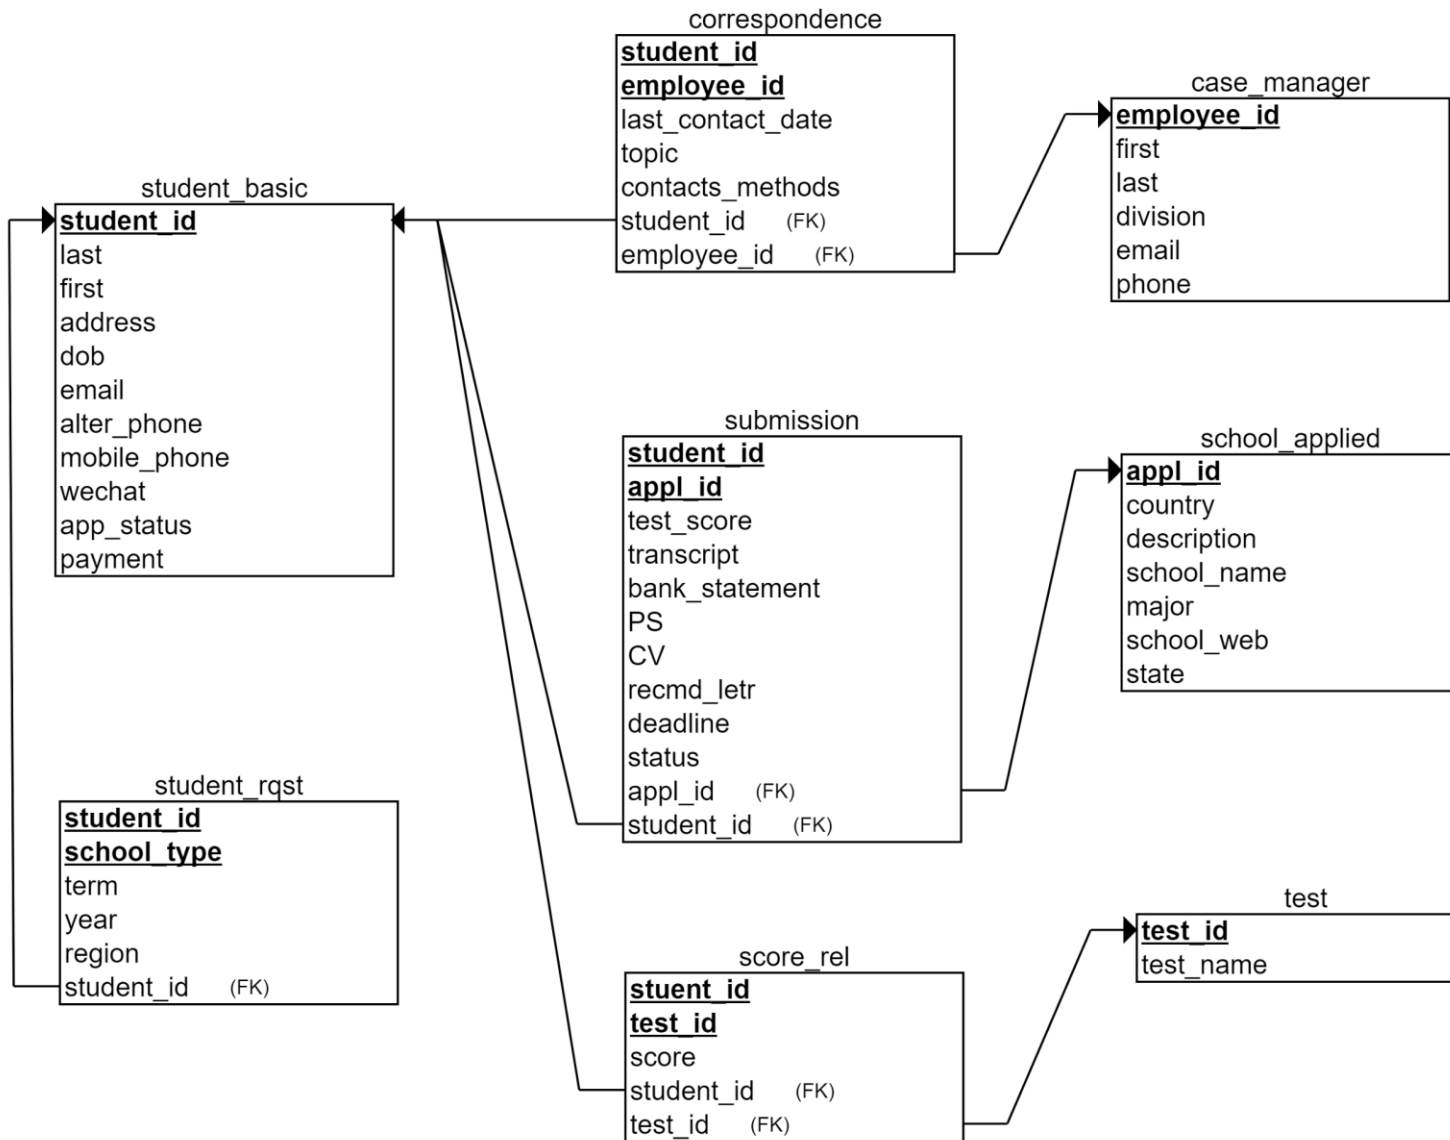 correspondence
student_id
employee_id
last_contact_date
topic
contacts_methods
student_id (FK)
employee_id (FK)
case_manager
employee_id
first
last
division
email
phone
student_basic
student_id
last
first
address
dob
email
alter_phone
mobile_phone
wechat
app_status
payment
submission
student_id
appl_id
test_score
transcript
bank_statement
PS
CV
recmd_letr
deadline
status
appl_id (FK)
student_id (FK)
school_applied
appl_id
country
description
school_name
major
school_web
state
student_rqst
student_id
school_type
term
year
region
student_id (FK)
score_rel
stuent_id
test_id
score
student_id (FK)
test_id (FK)
test
test_id
test_name